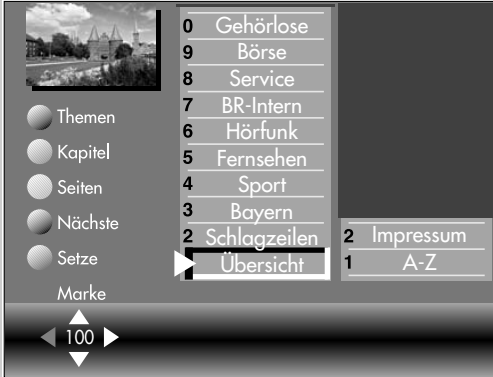 Themen
Kapitel
Seiten
Nächste
Setze
Marke
100
0 Gehörlose
9 Börse
8 Service
7 BR-Intern
6 Hörfunk
5 Fernsehen
4 Sport
3 Bayern
2 Schlagzeilen
Übersicht
2 Impressum
1 A-Z